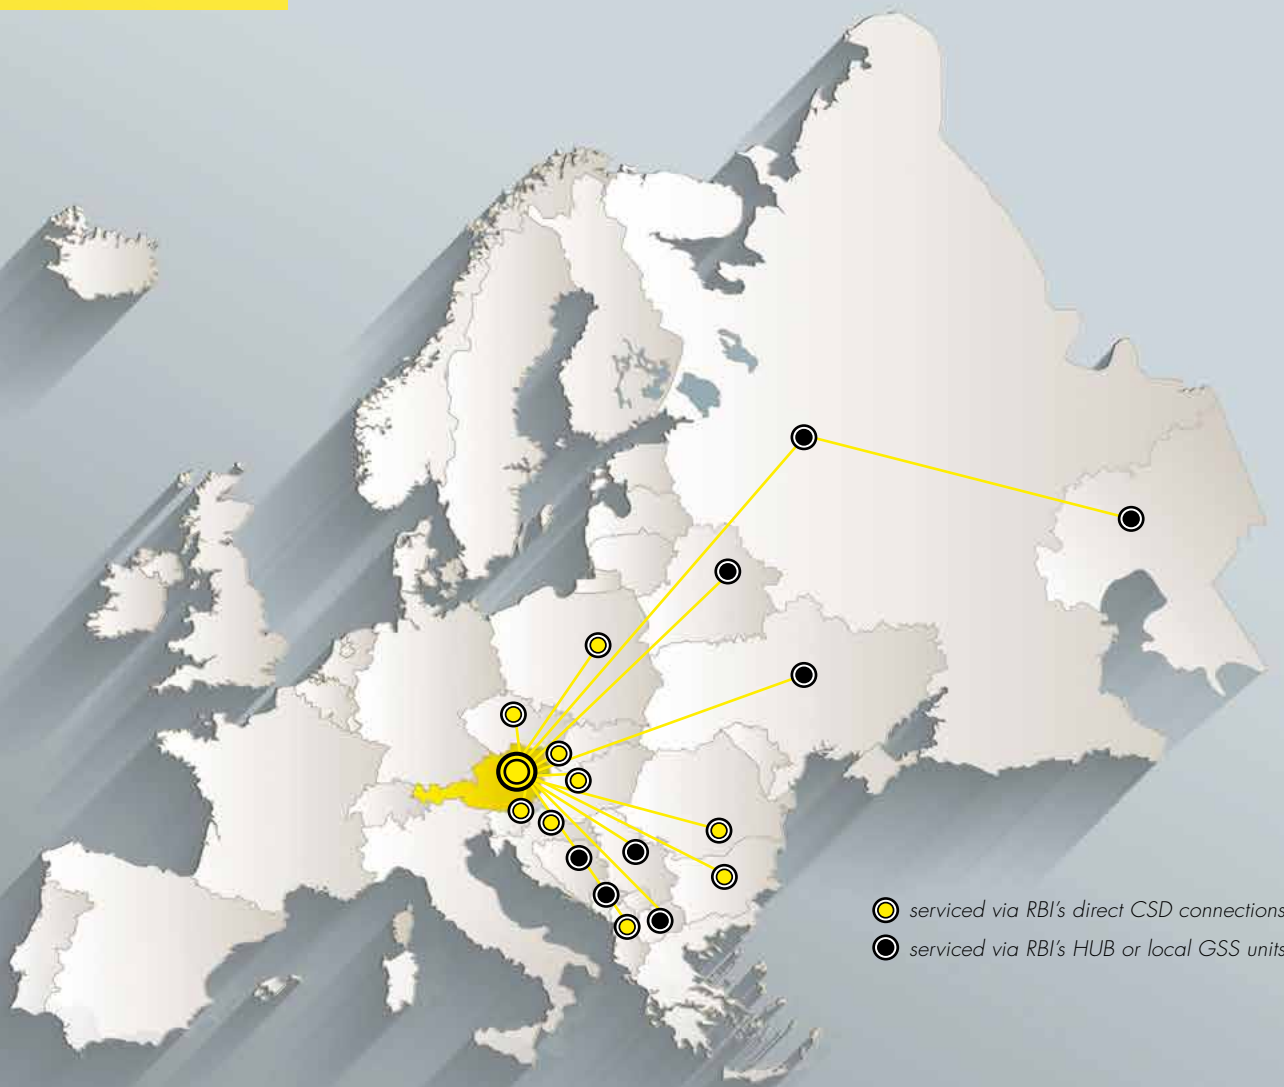 serviced via RBI's direct CSD connections
serviced via RBI's HUB or local GSS units